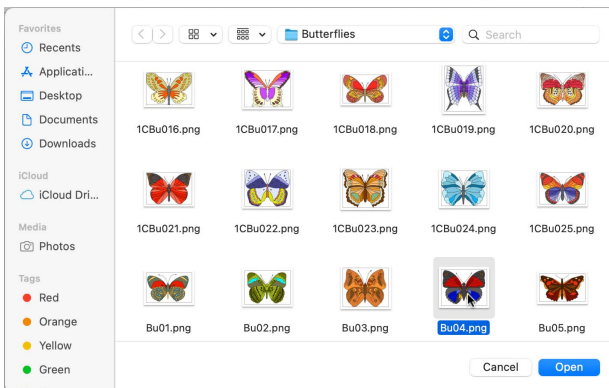 Favorites
Recents
Applicati...
Desktop
Documents
Downloads
iCloud
iCloud Dri...
Media
Photos
Tags
Red
Orange
Yellow
Green
Butterflies
Search
1CBu016.png 1CBu017.png 1CBu018.png 1CBu019.png 1CBu020.png
1CBu021.png 1CBu022.png 1CBu023.png 1CBu024.png 1CBu025.png
Bu01.png Bu02.png Bu03.png Bu04.png Bu05.png
Cancel Open